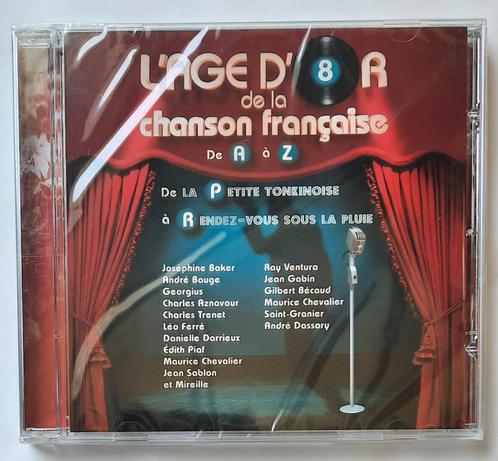 L'AGE D'8R
de la
chanson française
De A à Z
De la Petite Tonkinoise
à Rendez-vous sous la pluie
Joséphine Baker
André Bauge
Georgius
Charles Aznavour
Charles Trenet
Léo Ferré
Danielle Darrieux
Édith Piaf
Maurice Chevalier
Jean Sablon
et Mireille
Ray Ventura
Jean Gabin
Gilbert Bécaud
Maurice Chevalier
Saint-Granier
André Dassary